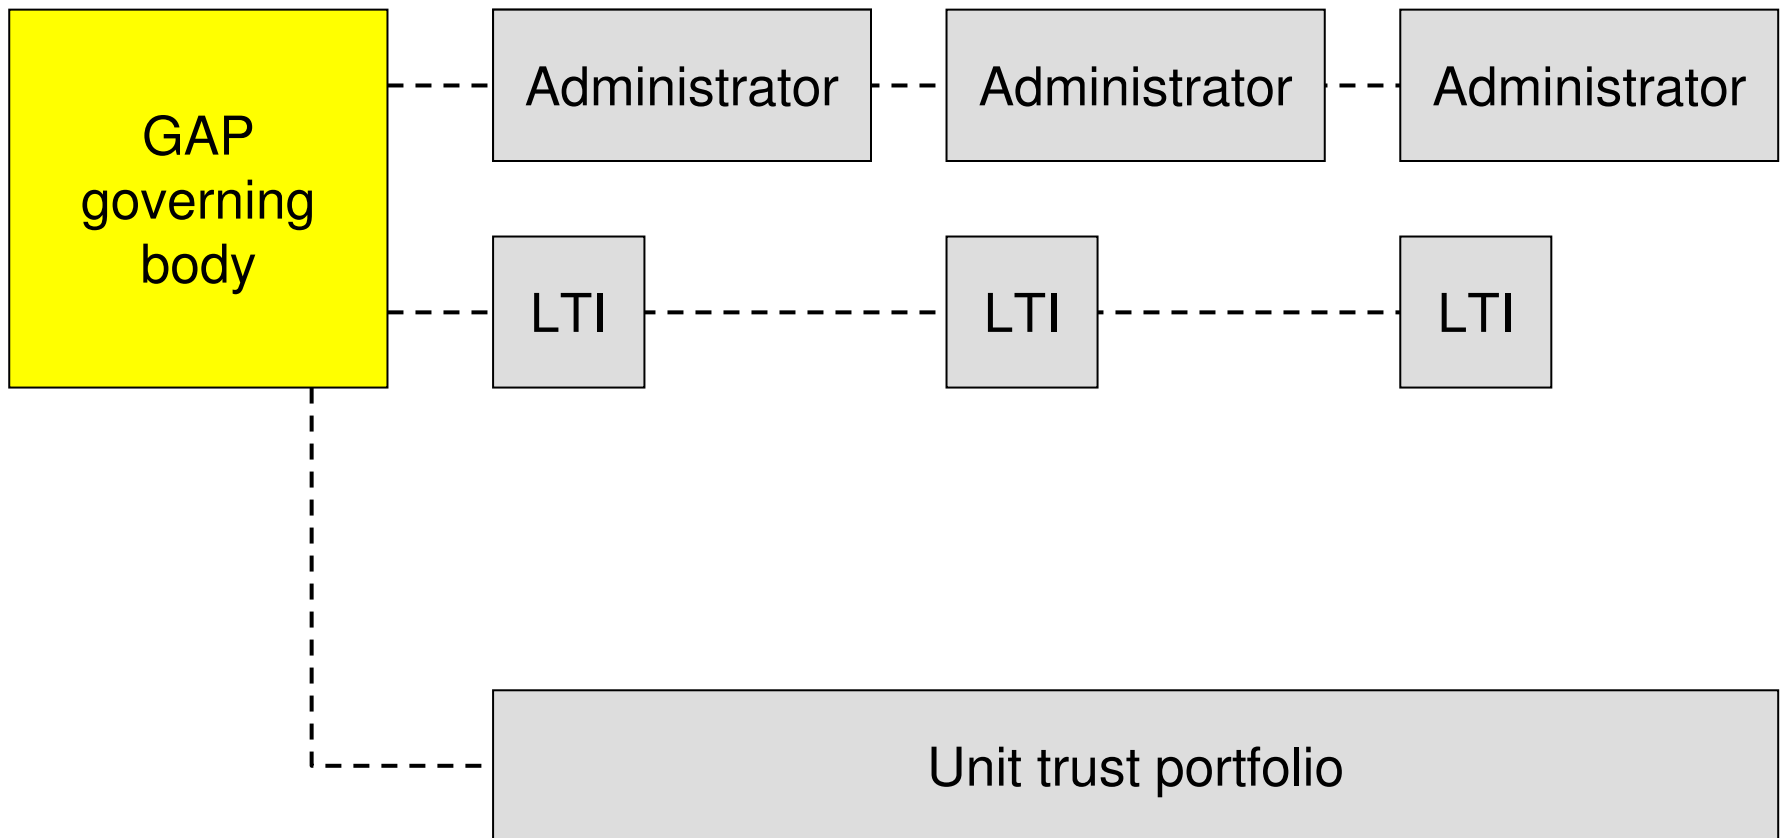 GAP
governing
body
Administrator
Administrator
Administrator
LTI
LTI
LTI
Unit trust portfolio